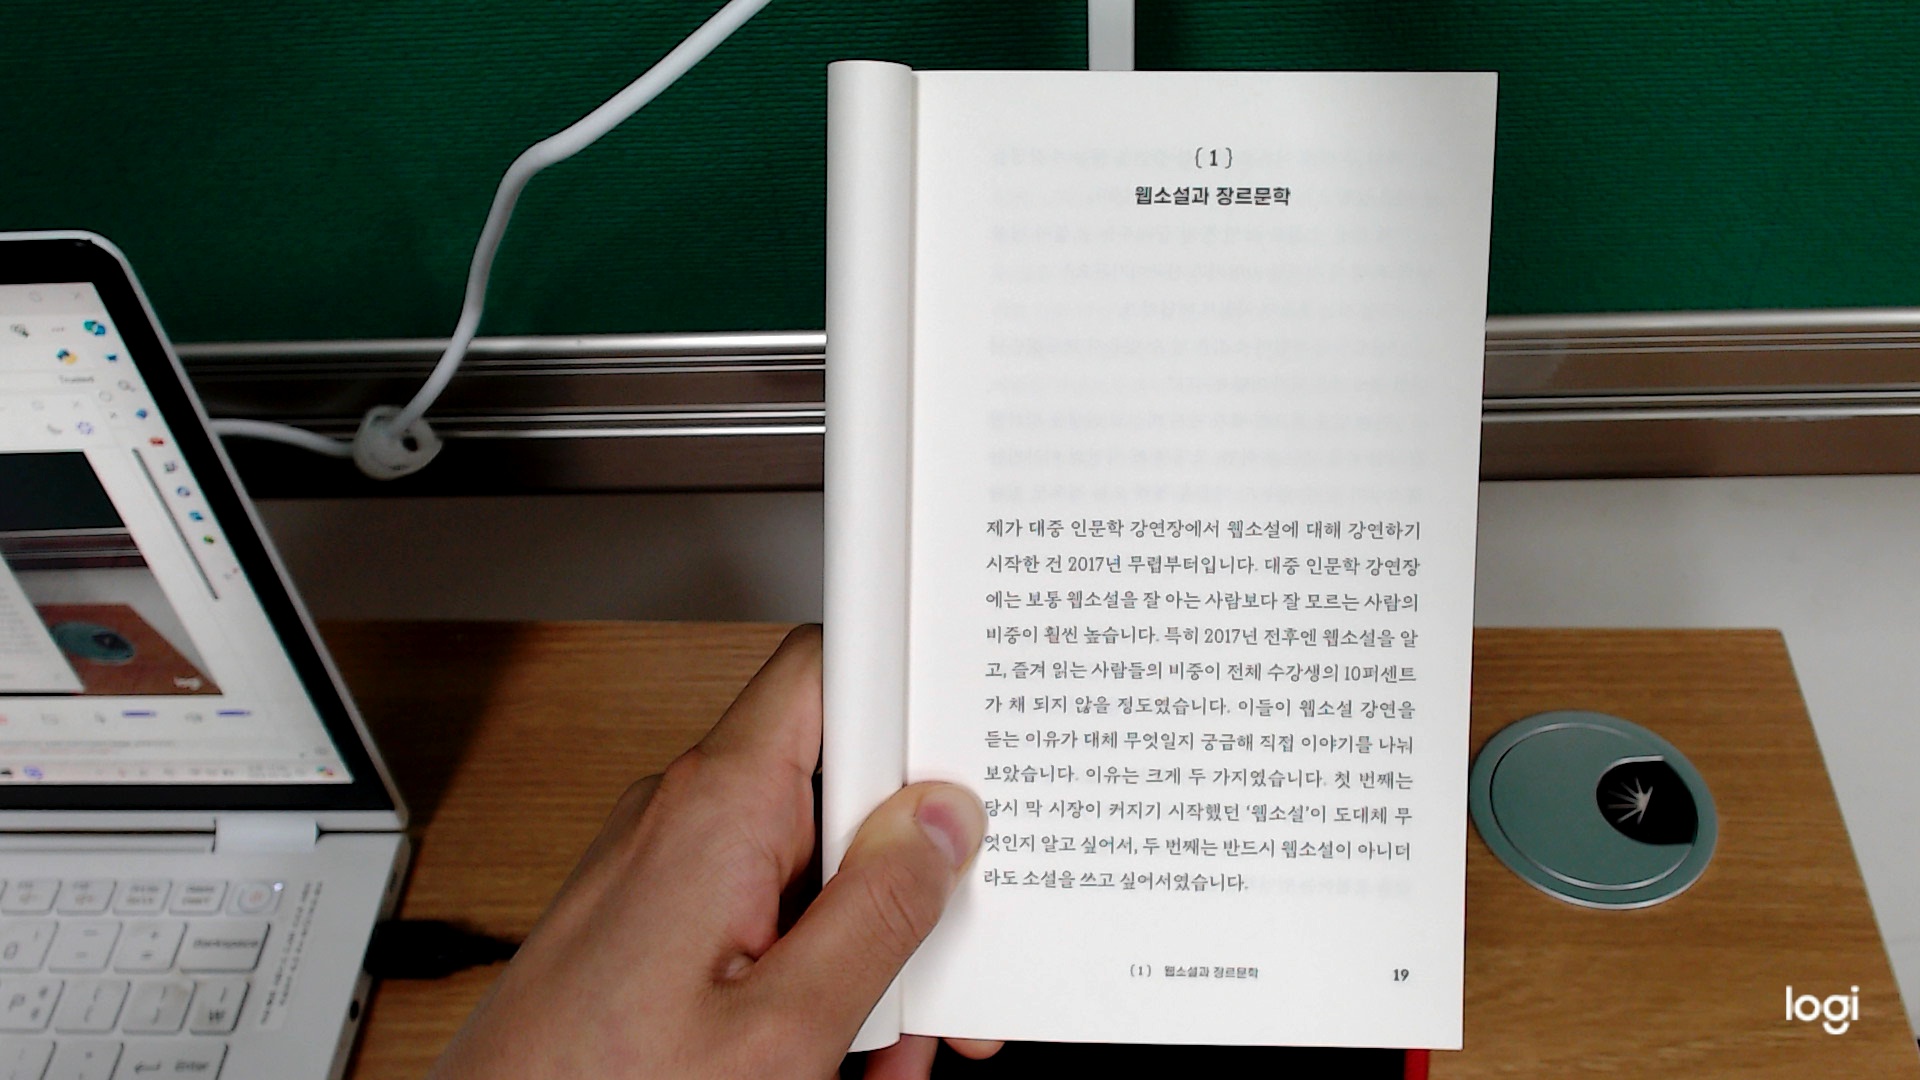 {1}
웹소설과 장르문학
제가 대중 인문학 강연장에서 웹소설에 대해 강연하기
시작한 건 2017년 무렵부터입니다. 대중 인문학 강연장
에는 보통 웹소설을 잘 아는 사람보다 잘 모르는 사람의
비중이 훨씬 높습니다. 특히 2017년 전후엔 웹소설을 알
고, 즐겨 읽는 사람들의 비중이 전체 수강생의 10퍼센트
가 채 되지 않을 정도였습니다. 이들이 웹소설 강연을
듣는 이유가 대체 무엇일지 궁금해 직접 이야기를 나눠
보았습니다. 이유는 크게 두 가지였습니다. 첫 번째는
당시 막 시장이 커지기 시작했던 ‘웹소설’이 도대체 무
엇인지 알고 싶어서, 두 번째는 반드시 웹소설이 아니더
라도 소설을 쓰고 싶어서였습니다.
{1} 웹소설과 장르문학 19
Backspace
Enter
logi